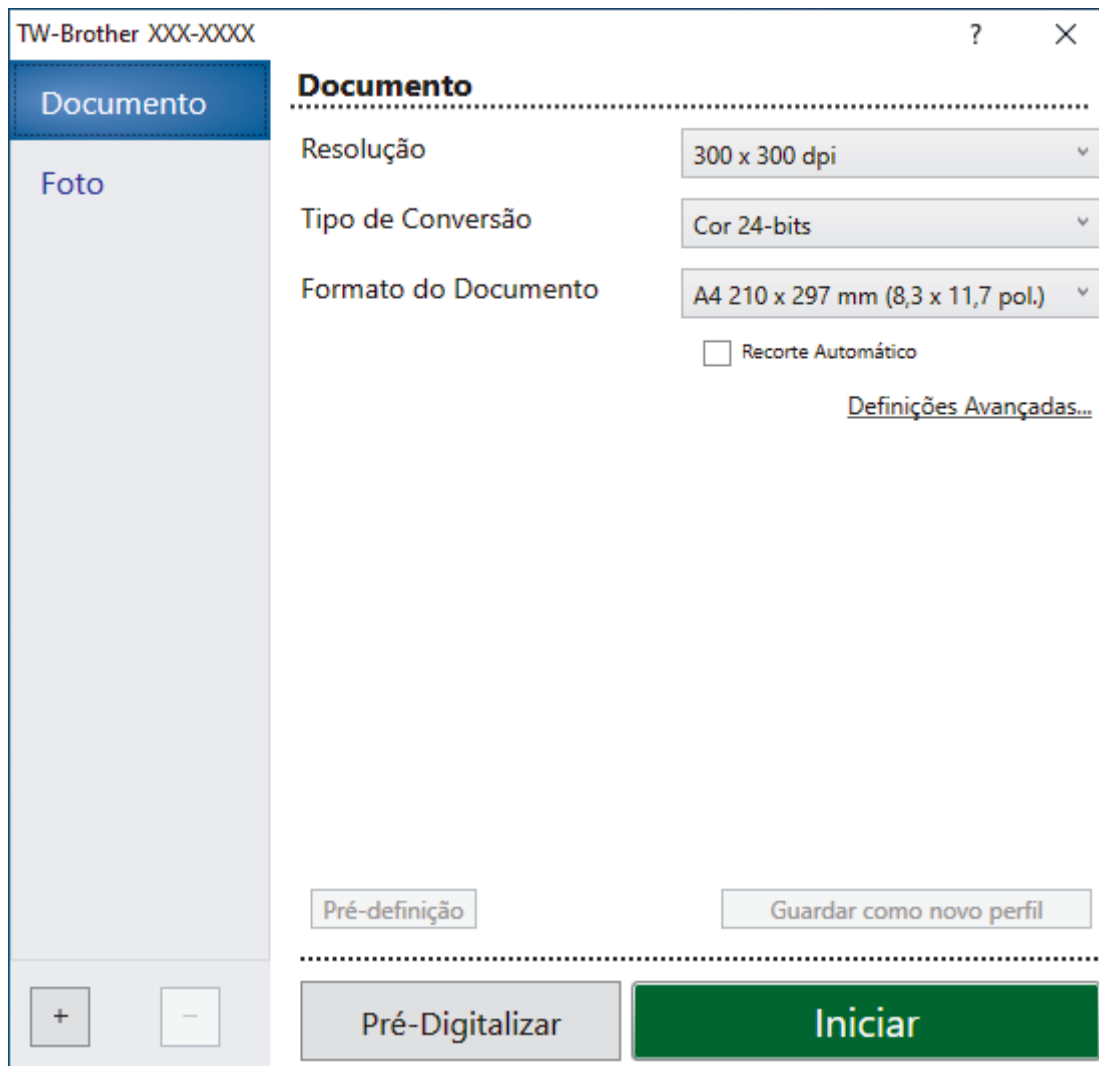 TW-Brother XXX-XXXX
?
Documento
Foto
Documento
Resolução
300 x 300 dpi
Tipo de Conversão
Cor 24-bits
Formato do Documento
A4 210 x 297 mm (8,3 x 11,7 pol.)
Recorte Automático
Definições Avançadas...
Pré-definição
Guardar como novo perfil
+
−
Pré-Digitalizar
Iniciar